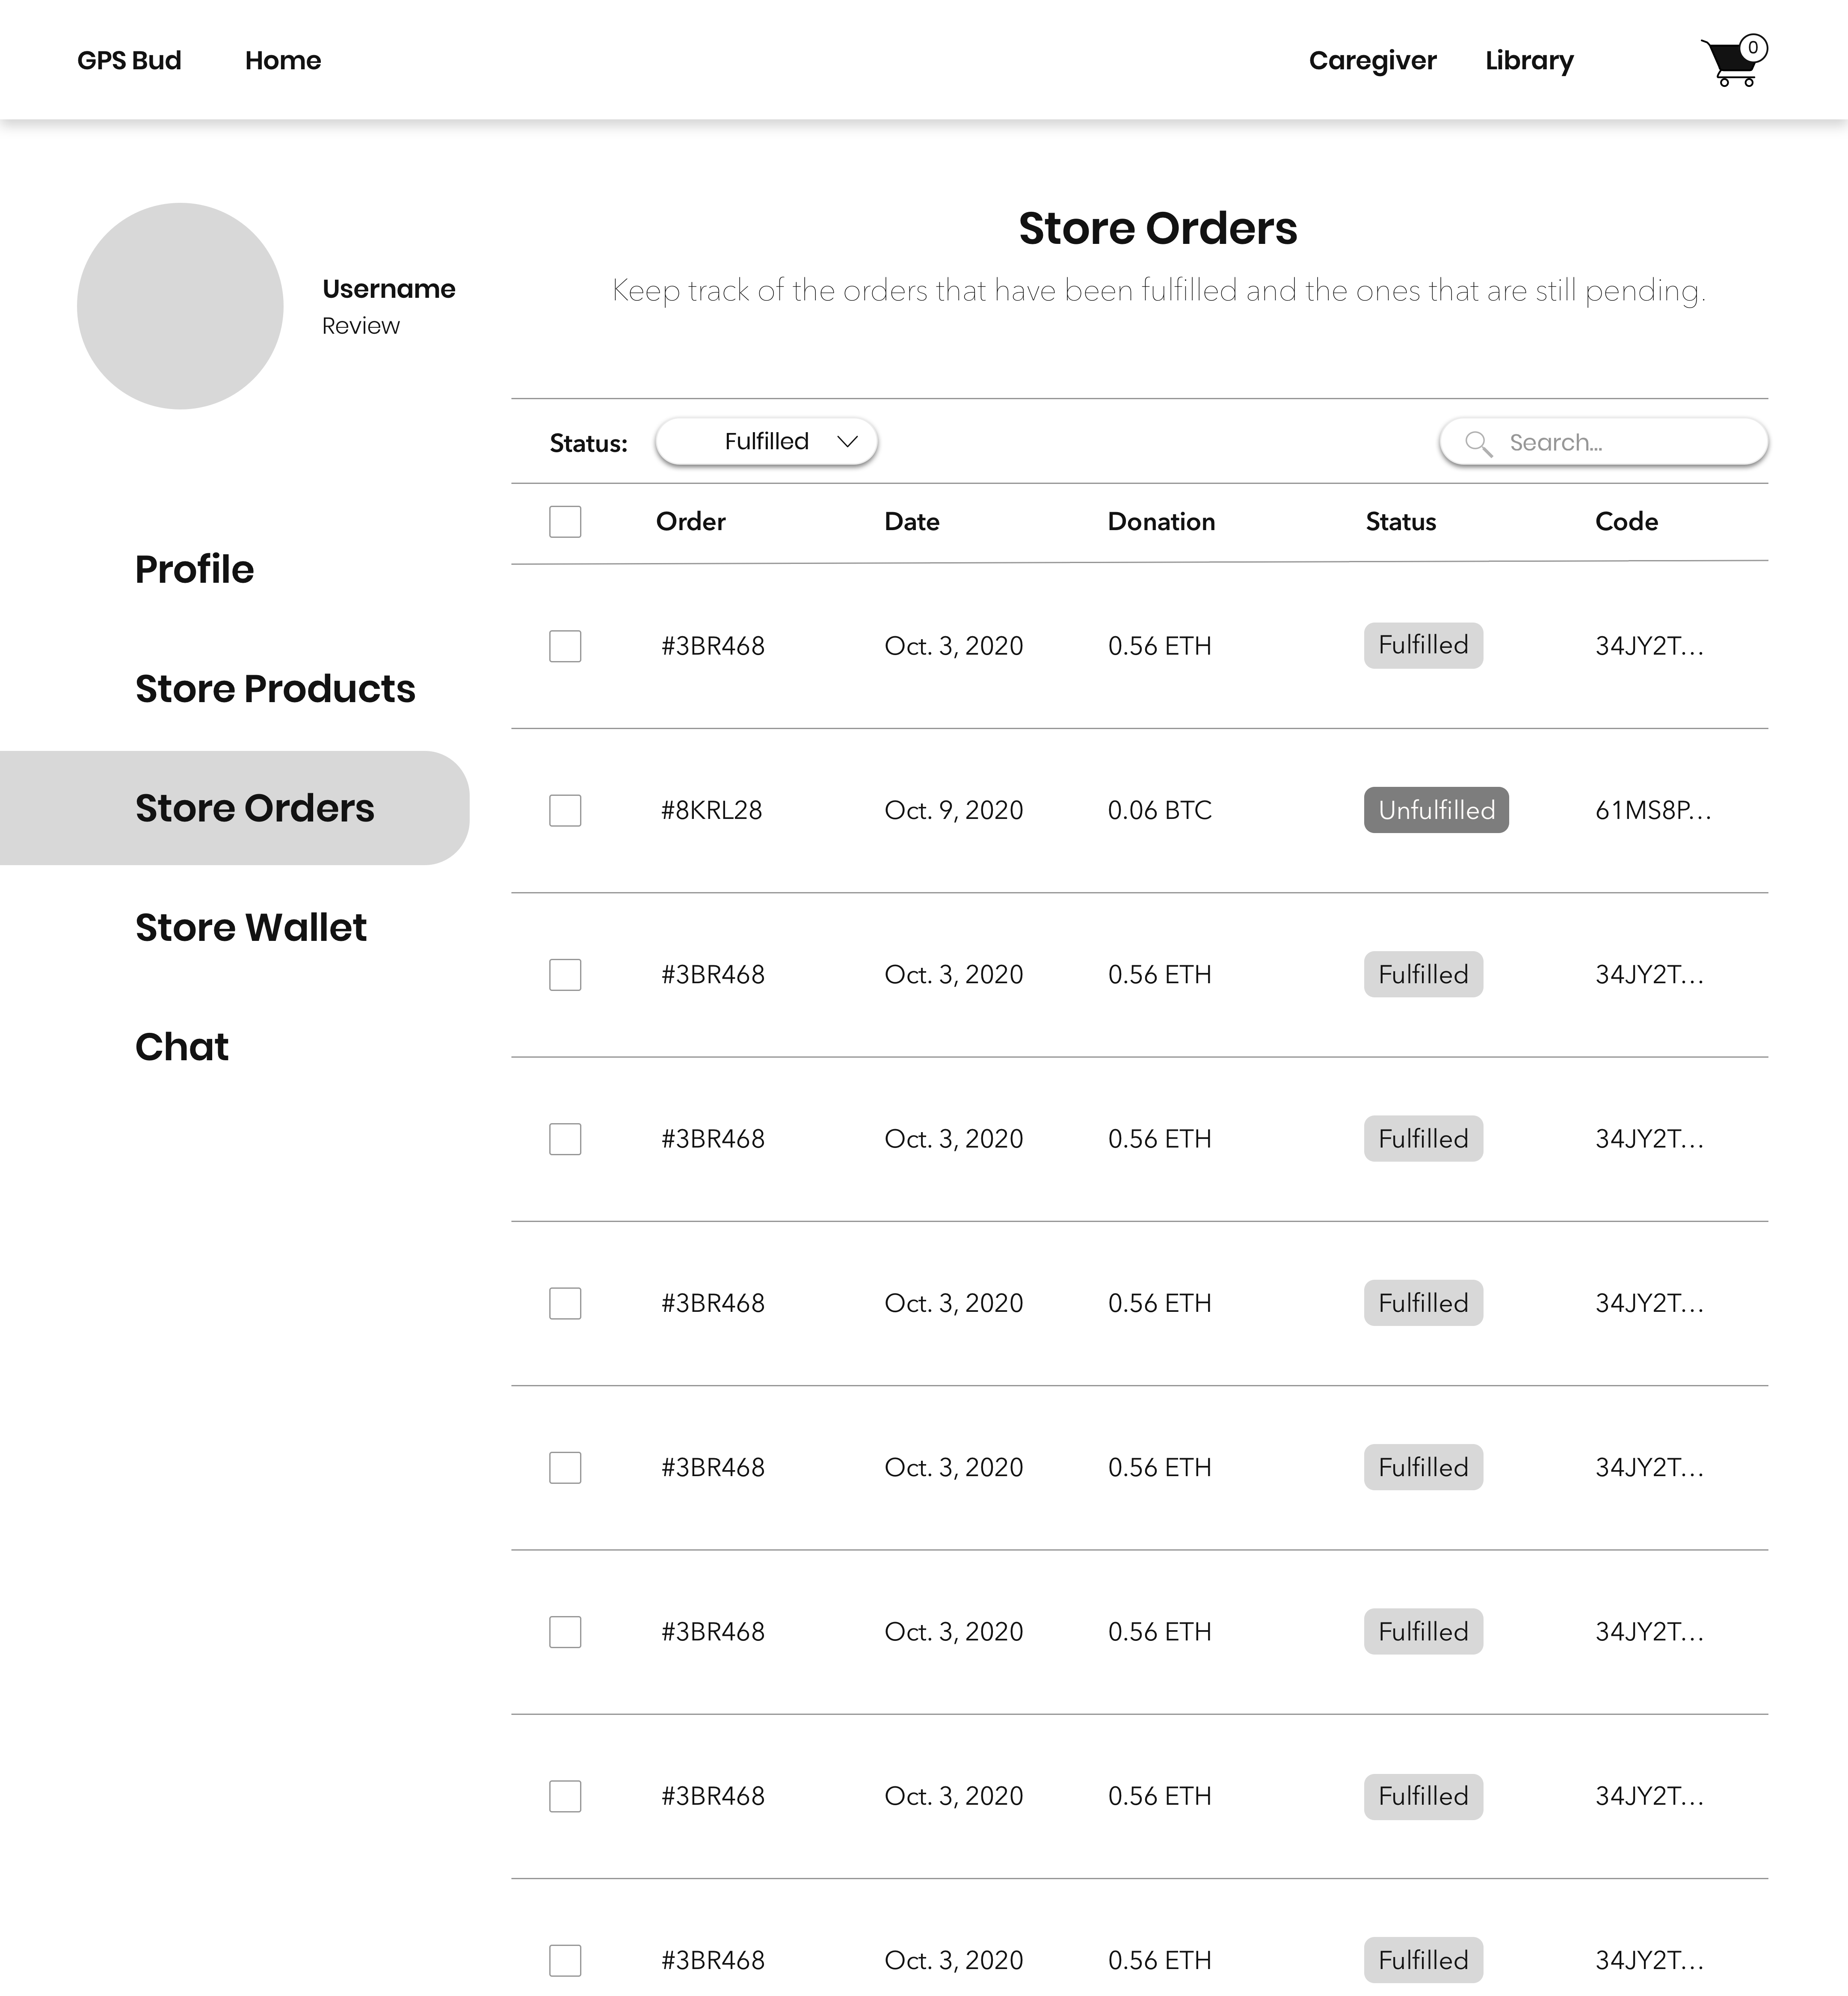 GPS Bud Home Caregiver Library 0
Store Orders
Keep track of the orders that have been fulfilled and the ones that are still pending.
Username
Review
Profile
Store Products
Store Orders
Store Wallet
Chat
Status: Fulfilled Search...
Order Date Donation Status Code
#3BR468 Oct. 3, 2020 0.56 ETH Fulfilled 34JY2T...
#8KRL28 Oct. 9, 2020 0.06 BTC Unfulfilled 61MS8P...
#3BR468 Oct. 3, 2020 0.56 ETH Fulfilled 34JY2T...
#3BR468 Oct. 3, 2020 0.56 ETH Fulfilled 34JY2T...
#3BR468 Oct. 3, 2020 0.56 ETH Fulfilled 34JY2T...
#3BR468 Oct. 3, 2020 0.56 ETH Fulfilled 34JY2T...
#3BR468 Oct. 3, 2020 0.56 ETH Fulfilled 34JY2T...
#3BR468 Oct. 3, 2020 0.56 ETH Fulfilled 34JY2T...
#3BR468 Oct. 3, 2020 0.56 ETH Fulfilled 34JY2T...